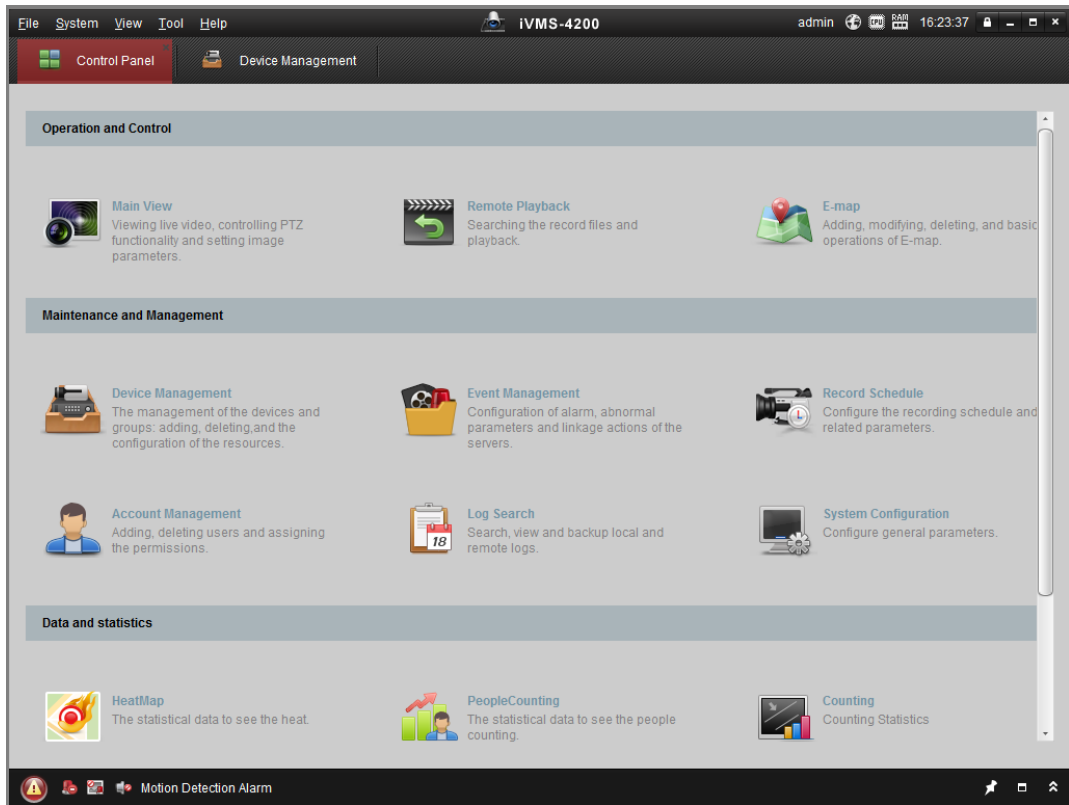 File System View Tool Help iVMS-4200 admin CPU RAM 16:23:37
Control Panel Device Management
Operation and Control
Main View
Viewing live video, controlling PTZ
functionality and setting image
parameters.
Remote Playback
Searching the record files and
playback.
E-map
Adding, modifying, deleting, and basic
operations of E-map.
Maintenance and Management
Device Management
The management of the devices and
groups: adding, deleting,and the
configuration of the resources.
Event Management
Configuration of alarm, abnormal
parameters and linkage actions of the
servers.
Record Schedule
Configure the recording schedule and
related parameters.
Account Management
Adding, deleting users and assigning
the permissions.
18
Log Search
Search, view and backup local and
remote logs.
System Configuration
Configure general parameters.
Data and statistics
HeatMap
The statistical data to see the heat.
PeopleCounting
The statistical data to see the people
counting.
Counting
Counting Statistics
Motion Detection Alarm